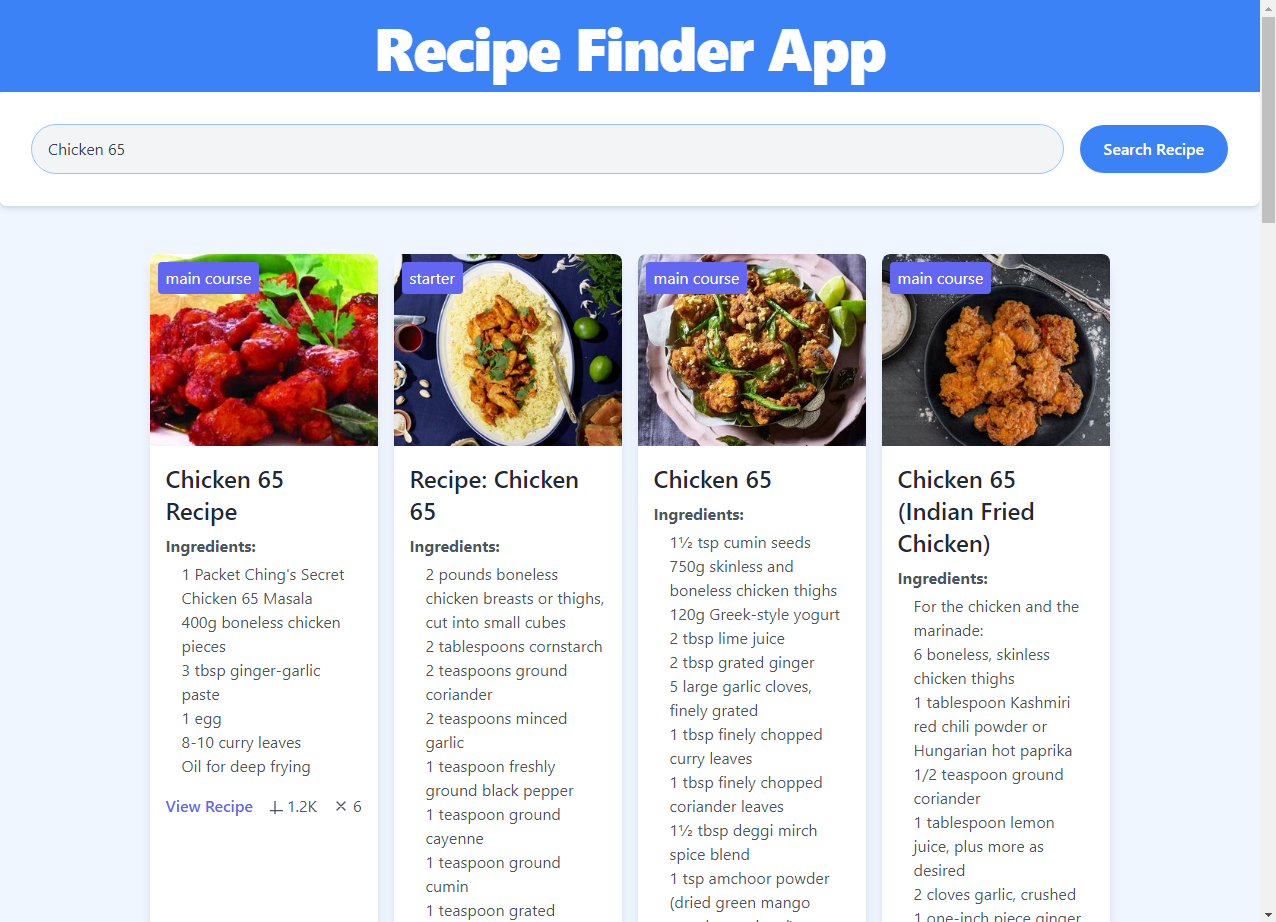 Recipe Finder App
Chicken 65
Search Recipe
main course
Chicken 65
Recipe
Ingredients:
1 Packet Ching's Secret
Chicken 65 Masala
400g boneless chicken
pieces
3 tbsp ginger-garlic
paste
1 egg
8-10 curry leaves
Oil for deep frying
View Recipe
1.2K
6
starter
Recipe: Chicken
65
Ingredients:
2 pounds boneless
chicken breasts or thighs,
cut into small cubes
2 tablespoons cornstarch
2 teaspoons ground
coriander
2 teaspoons minced
garlic
1 teaspoon freshly
ground black pepper
1 teaspoon ground
cayenne
1 teaspoon ground
cumin
1 teaspoon grated
main course
Chicken 65
Ingredients:
1½ tsp cumin seeds
750g skinless and
boneless chicken thighs
120g Greek-style yogurt
2 tbsp lime juice
2 tbsp grated ginger
5 large garlic cloves,
finely grated
1 tbsp finely chopped
curry leaves
1 tbsp finely chopped
coriander leaves
1½ tbsp deggi mirch
spice blend
1 tsp amchoor powder
(dried green mango
main course
Chicken 65
(Indian Fried
Chicken)
Ingredients:
For the chicken and the
marinade:
6 boneless, skinless
chicken thighs
1 tablespoon Kashmiri
red chili powder or
Hungarian hot paprika
1/2 teaspoon ground
coriander
1 tablespoon lemon
juice, plus more as
desired
2 cloves garlic, crushed
1 one-inch piece ginger